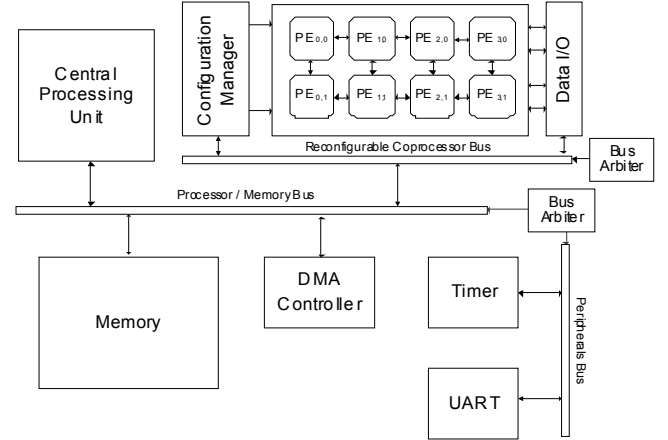 Central
Processing
Unit
Configuration
Manager
PE 0,0
PE 1,0
PE 2,0
PE 3,0
PE 0,1
PE 1,1
PE 2,1
PE 3,1
Data I/O
Reconfigurable Coprocessor Bus
Bus
Arbiter
Processor / Memory Bus
Bus
Arbiter
Memory
DMA
Controller
Timer
Peripherals Bus
UART